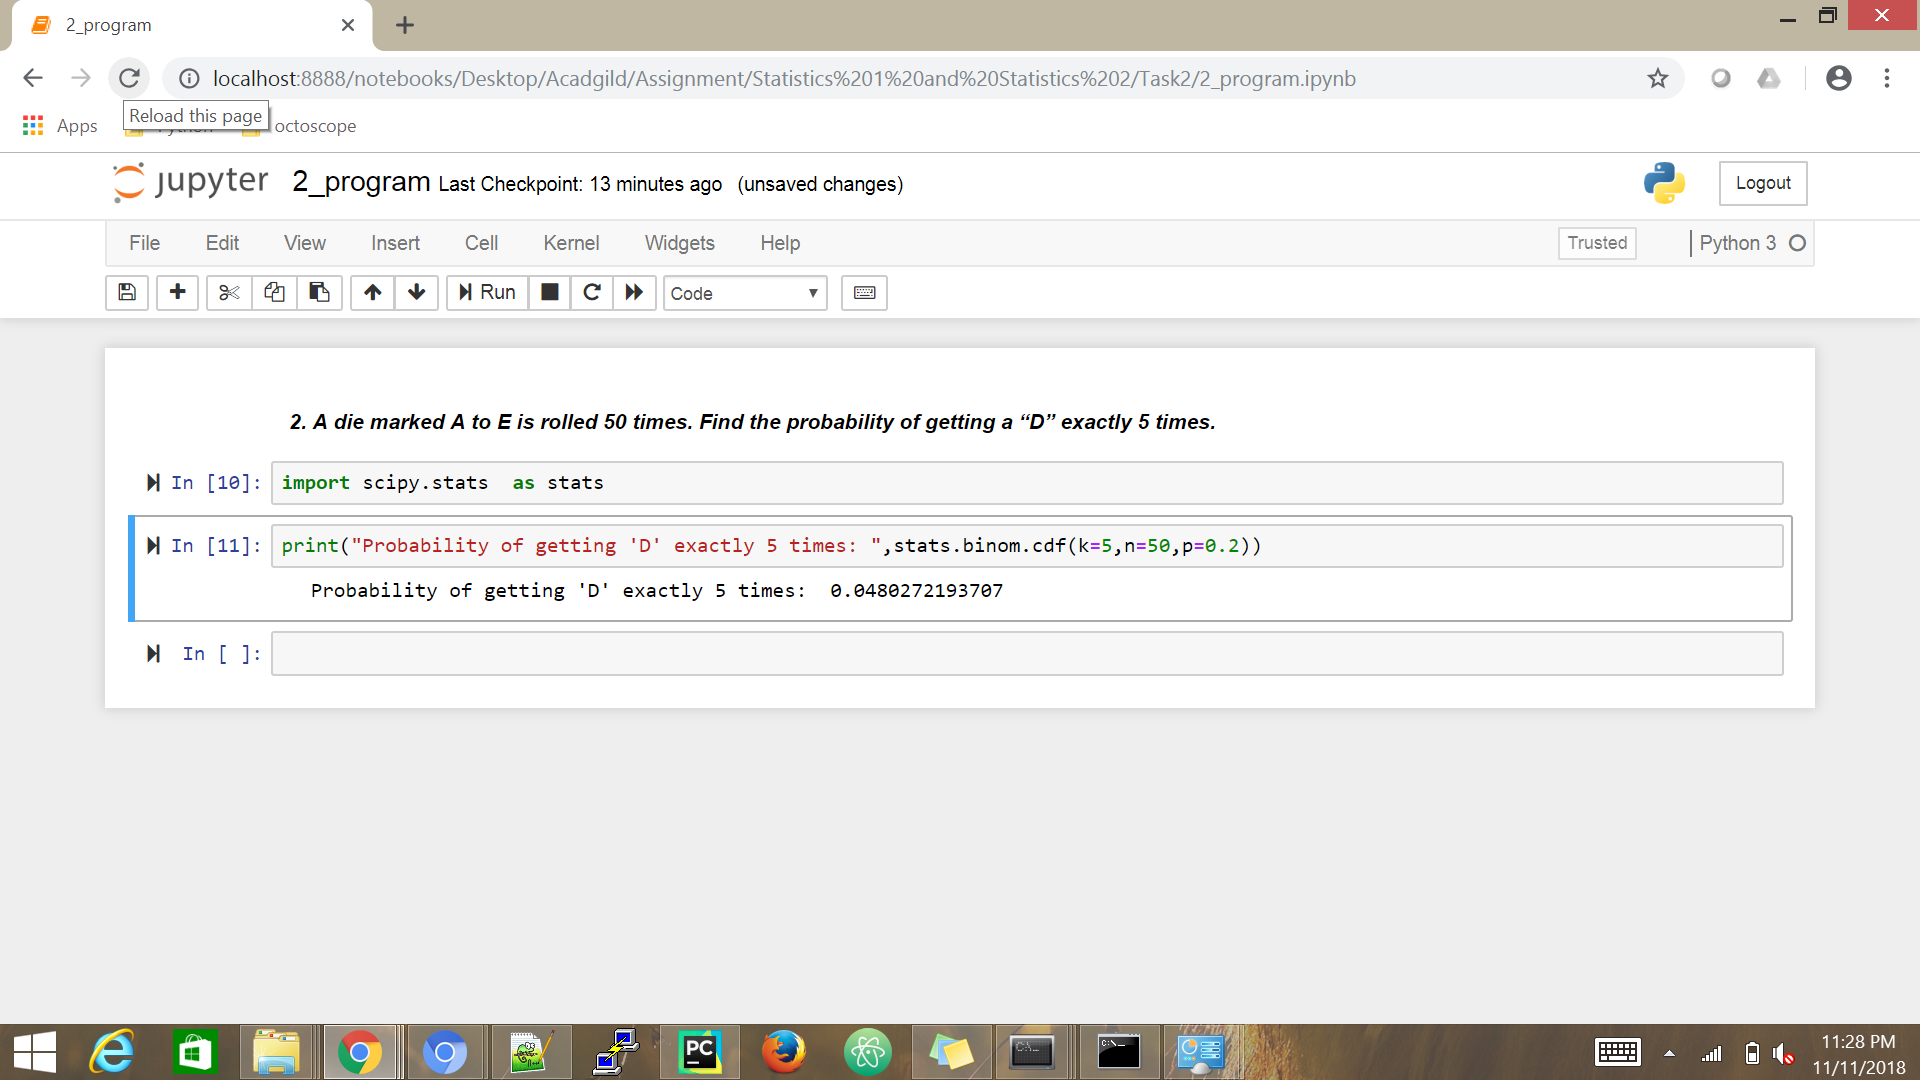 2_program
localhost:8888/notebooks/Desktop/Acadgild/Assignment/Statistics%201%20and%20Statistics%202/Task2/2_program.ipynb
Reload this page
Apps
octoscope
jupyter 2_program Last Checkpoint: 13 minutes ago (unsaved changes)
Logout
File Edit View Insert Cell Kernel Widgets Help
Trusted
Python 3
Run
Code
2. A die marked A to E is rolled 50 times. Find the probability of getting a “D” exactly 5 times.
In [10]: import scipy.stats  as stats
In [11]: print("Probability of getting 'D' exactly 5 times: ",stats.binom.cdf(k=5,n=50,p=0.2))
Probability of getting 'D' exactly 5 times:  0.0480272193707
In [ ]:
PC
11:28 PM
11/11/2018